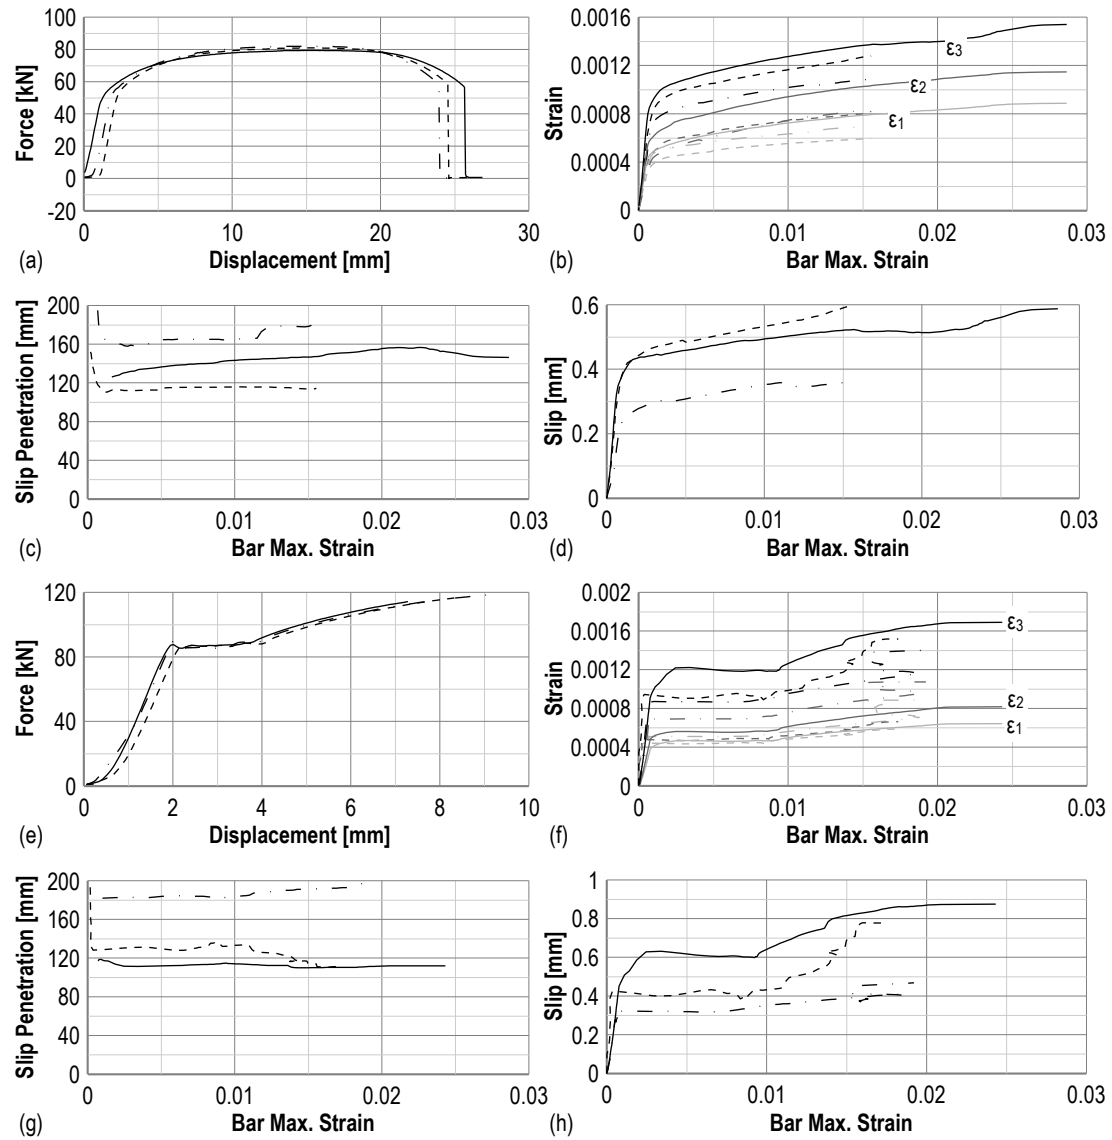 100
80
60
40
20
0
-20
0 10 20 30
Force [kN]
Displacement [mm]
(a)
0.0016
0.0012
0.0008
0.0004
0
0 0.01 0.02 0.03
Strain
ε3
ε2
ε1
Bar Max. Strain
(b)
200
160
120
80
40
0
0 0.01 0.02 0.03
Slip Penetration [mm]
Bar Max. Strain
(c)
0.6
0.4
0.2
0
0 0.01 0.02 0.03
Slip [mm]
Bar Max. Strain
(d)
120
80
40
0
0 2 4 6 8 10
Force [kN]
Displacement [mm]
(e)
0.002
0.0016
0.0012
0.0008
0.0004
0
0 0.01 0.02 0.03
Strain
ε3
ε2
ε1
Bar Max. Strain
(f)
200
160
120
80
40
0
0 0.01 0.02 0.03
Slip Penetration [mm]
Bar Max. Strain
(g)
1
0.8
0.6
0.4
0.2
0
0 0.01 0.02 0.03
Slip [mm]
Bar Max. Strain
(h)